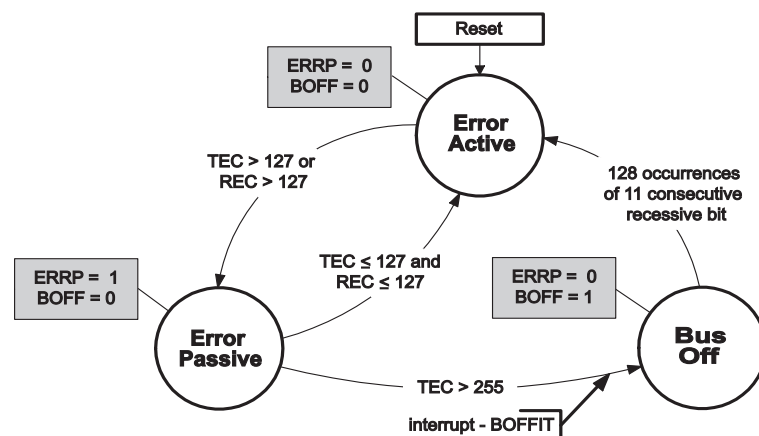 Reset
ERRP = 0
BOFF = 0
Error
Active
TEC > 127 or
REC > 127
128 occurrences
of 11 consecutive
recessive bit
TEC ≤ 127 and
REC ≤ 127
ERRP = 1
BOFF = 0
ERRP = 0
BOFF = 1
Error
Passive
Bus
Off
TEC > 255
interrupt - BOFFIT